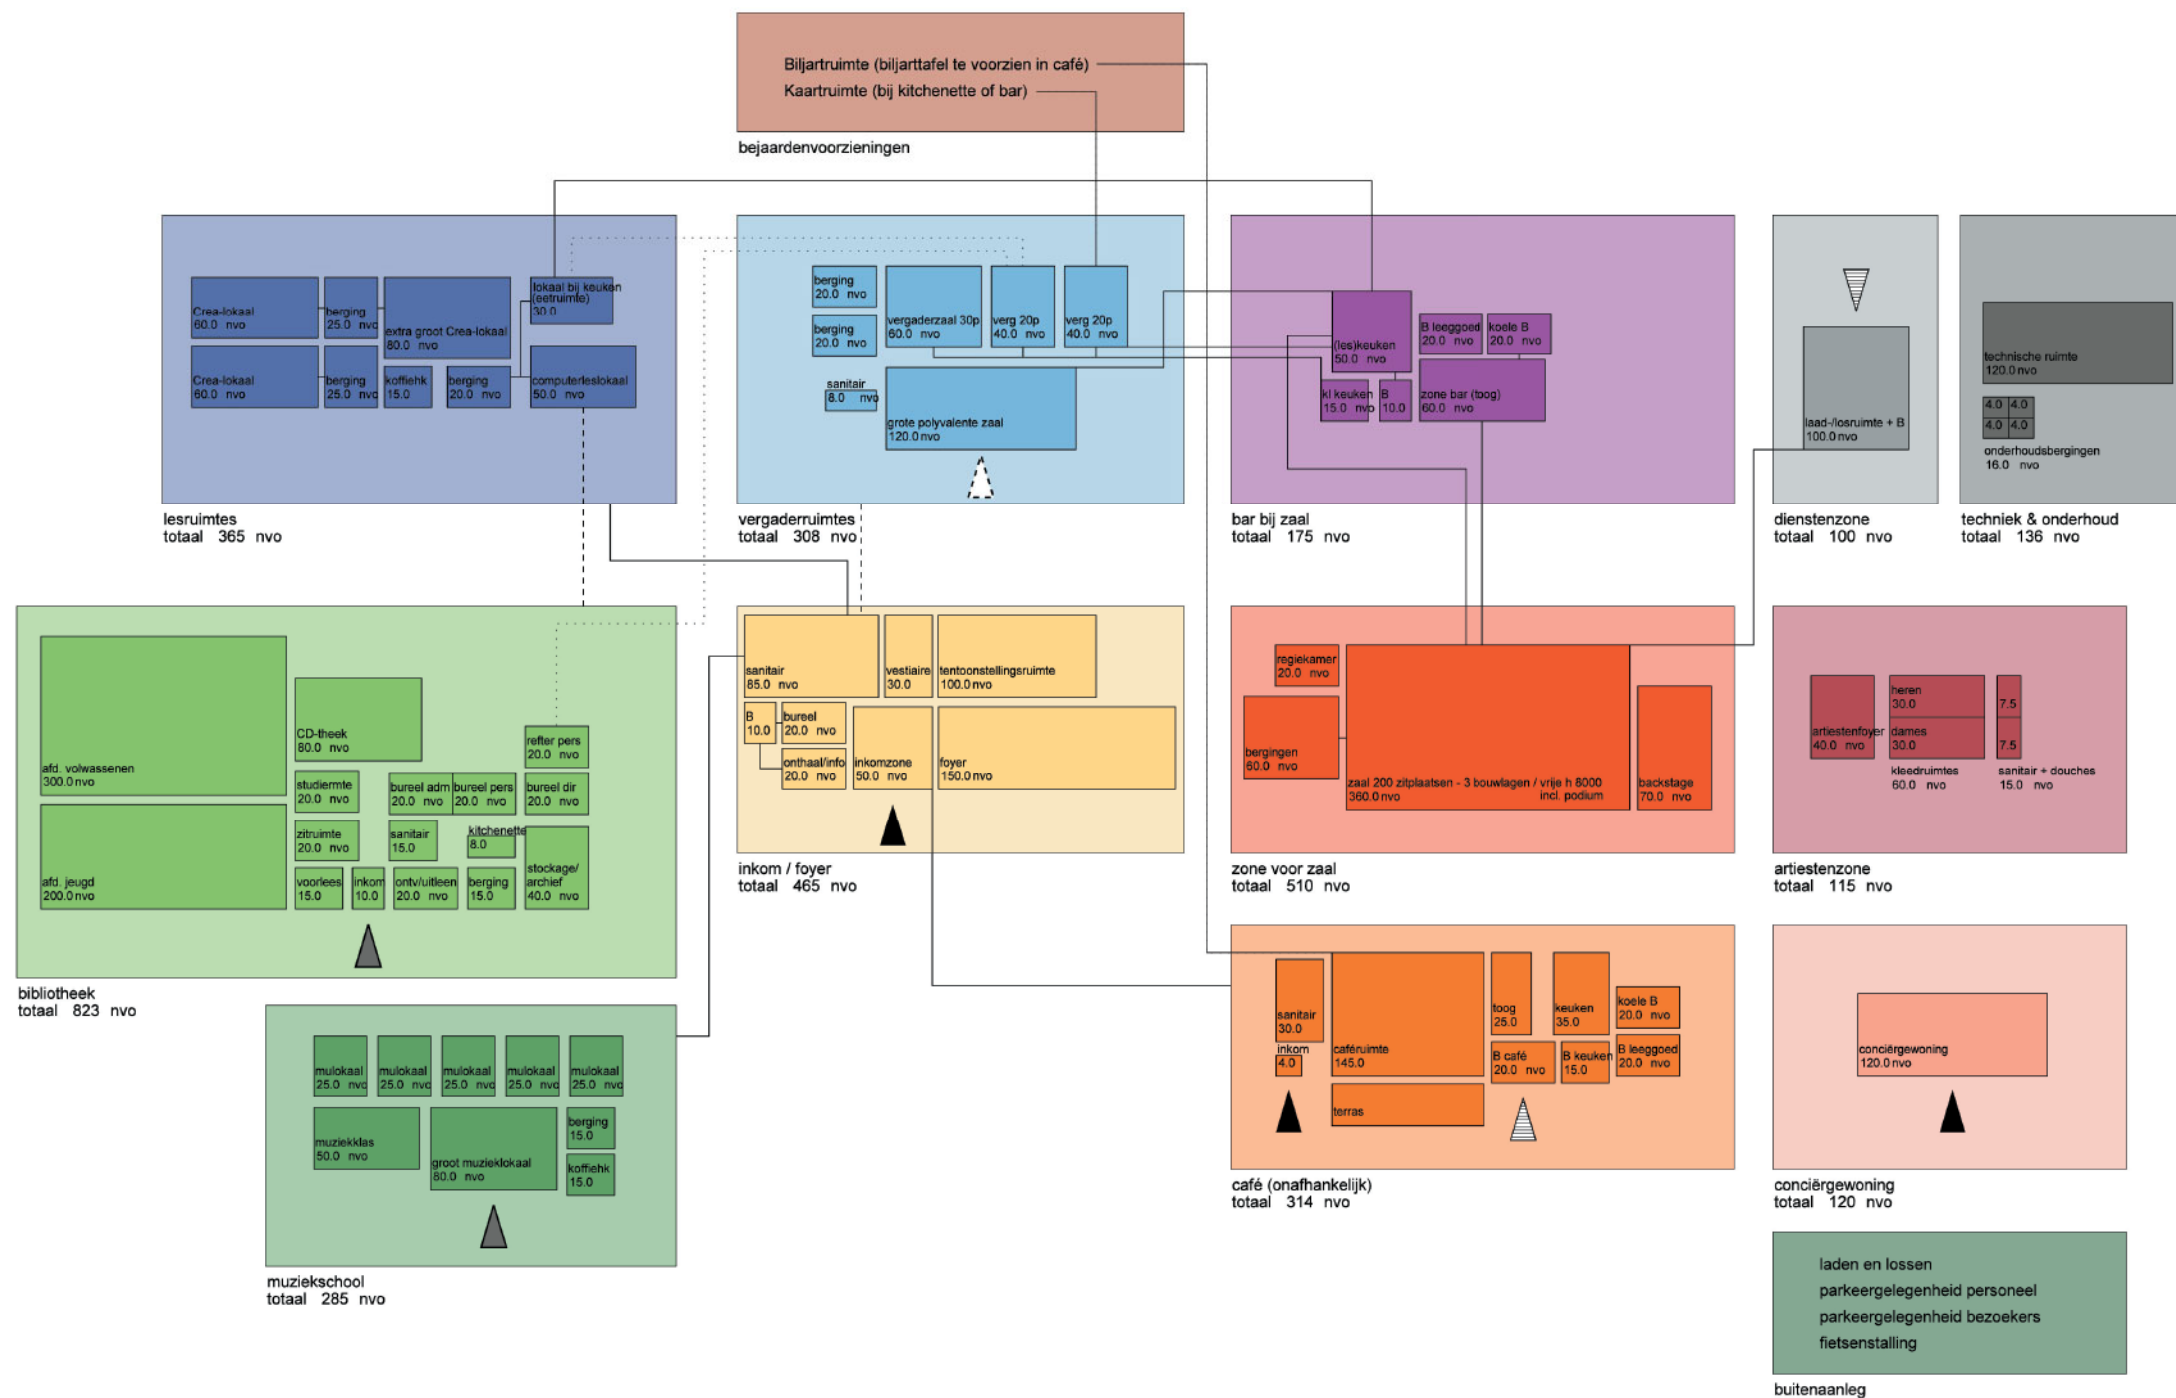 Biljartruimte (biljarttafel te voorzien in café)
Kaartruimte (bij kitchenette of bar)
bejaardenvoorzieningen
Crea-lokaal
60.0 nvo
berging
25.0 nvo
extra groot Crea-lokaal
80.0 nvo
lokaal bij keuken
(eetruimte)
30.0
Crea-lokaal
60.0 nvo
berging
25.0 nvo
koffiehk
15.0
berging
20.0 nvo
computerleslokaal
50.0 nvo
lesruimtes
totaal 365 nvo
berging
20.0 nvo
berging
20.0 nvo
vergaderzaal 30p
60.0 nvo
verg 20p
40.0 nvo
verg 20p
40.0 nvo
sanitair
8.0 nvo
grote polyvalente zaal
120.0 nvo
vergaderruimtes
totaal 308 nvo
(les)keuken
50.0 nvo
B leeggoed
20.0 nvo
koele B
20.0 nvo
kl keuken
15.0 nvo
B
10.0
zone bar (toog)
60.0 nvo
bar bij zaal
totaal 175 nvo
laad-/losruimte + B
100.0 nvo
dienstenzone
totaal 100 nvo
technische ruimte
120.0 nvo
4.0 4.0
4.0 4.0
onderhoudsbergingen
16.0 nvo
techniek & onderhoud
totaal 136 nvo
afd. volwassenen
300.0 nvo
CD-theek
80.0 nvo
refter pers
20.0 nvo
studiermte
20.0 nvo
bureel adm
20.0 nvo
bureel pers
20.0 nvo
bureel dir
20.0 nvo
zitruimte
20.0 nvo
sanitair
15.0
kitchenette
8.0
stockage/
archief
40.0 nvo
afd. jeugd
200.0 nvo
voorlees
15.0
inkom
10.0
ontv/uitleen
20.0 nvo
berging
15.0
bibliotheek
totaal 823 nvo
sanitair
85.0 nvo
vestiaire
30.0
tentoonstellingsruimte
100.0 nvo
B
10.0
bureel
20.0 nvo
onthaal/info
20.0 nvo
inkomzone
50.0 nvo
foyer
150.0 nvo
inkom / foyer
totaal 465 nvo
regiekamer
20.0 nvo
bergingen
60.0 nvo
zaal 200 zitplaatsen - 3 bouwlagen / vrije h 8000
360.0 nvo incl. podium
backstage
70.0 nvo
zone voor zaal
totaal 510 nvo
artiestenfoyer
40.0 nvo
heren
30.0
dames
30.0
7.5
7.5
kleedruimtes
60.0 nvo
sanitair + douches
15.0 nvo
artiestenzone
totaal 115 nvo
mulokaal
25.0 nvo
mulokaal
25.0 nvo
mulokaal
25.0 nvo
mulokaal
25.0 nvo
mulokaal
25.0 nvo
muziekklas
50.0 nvo
groot muzieklokaal
80.0 nvo
berging
15.0
koffiehk
15.0
muziekschool
totaal 285 nvo
sanitair
30.0
inkom
4.0
caféruimte
145.0
terras
toog
25.0
keuken
35.0
koele B
20.0 nvo
B café
20.0 nvo
B keuken
15.0
B leeggoed
20.0 nvo
café (onafhankelijk)
totaal 314 nvo
conciërgewoning
120.0 nvo
conciërgewoning
totaal 120 nvo
laden en lossen
parkeergelegenheid personeel
parkeergelegenheid bezoekers
fietsenstalling
buitenaanleg